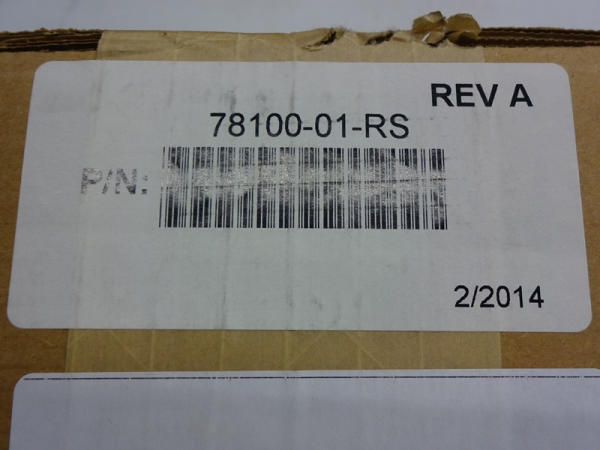 REV A
78100-01-RS
P/N:
2/2014